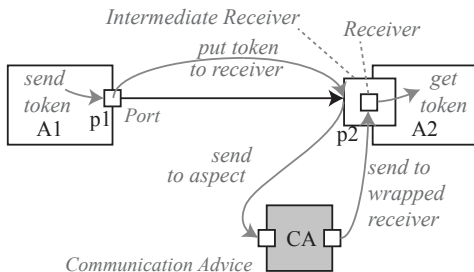 Intermediate Receiver
Receiver
put token
to receiver
send
token
A1
p1
Port
get
token
A2
p2
send
to aspect
send to
wrapped
receiver
CA
Communication Advice